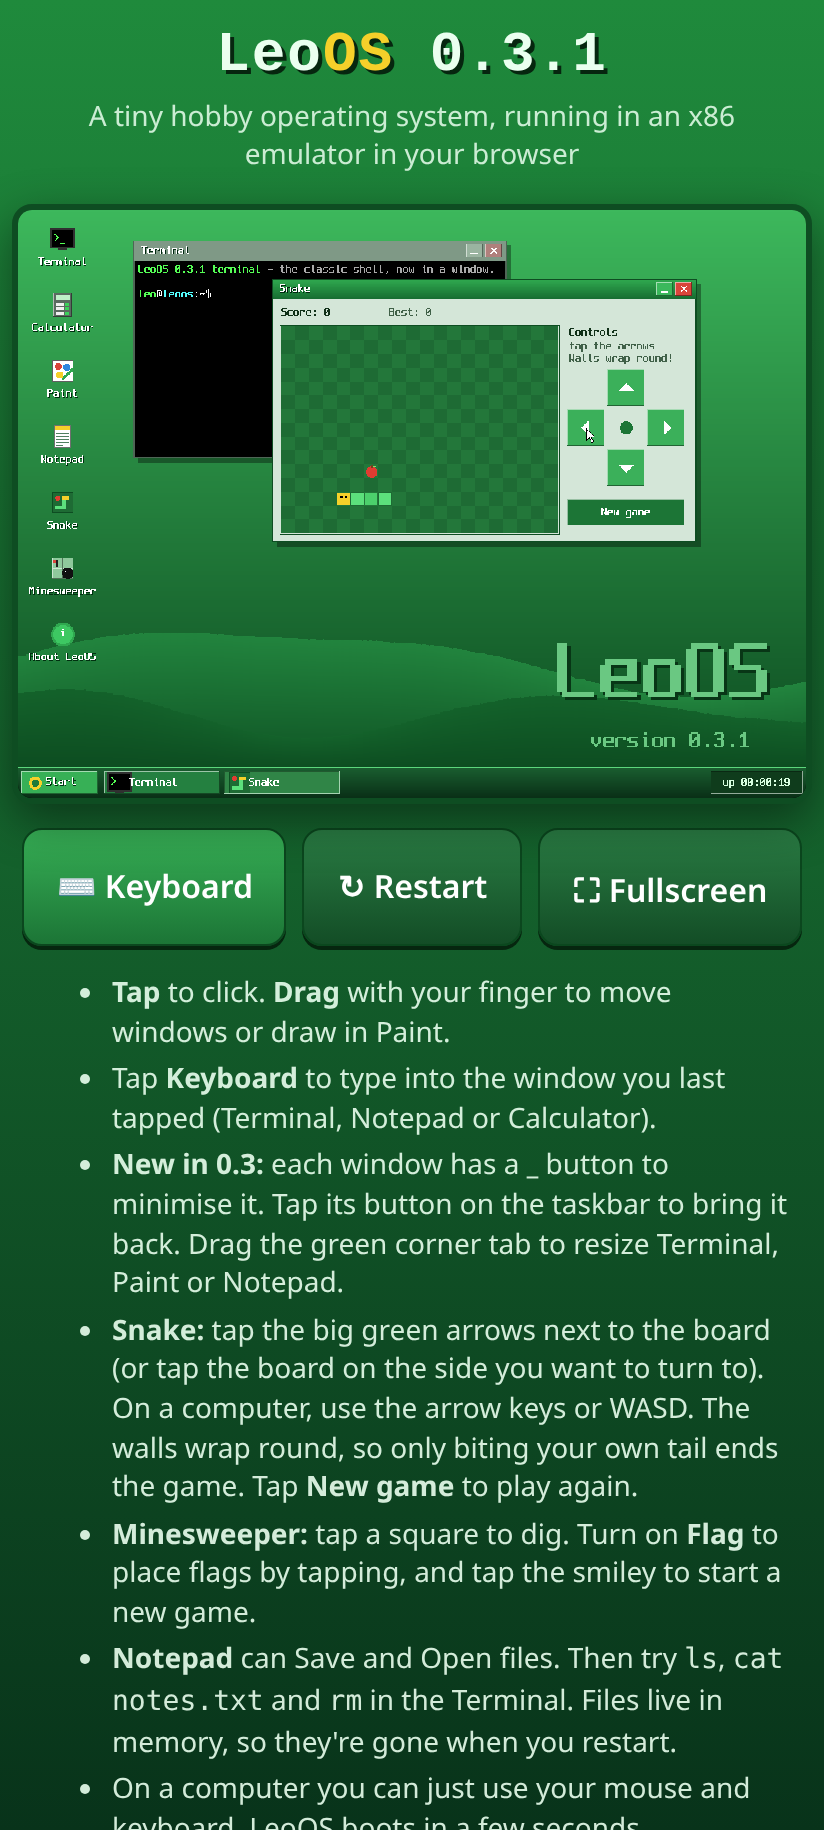 LeoOS 0.3.1
A tiny hobby operating system, running in an x86
emulator in your browser
Terminal
Calculator
Paint
Notepad
Snake
Minesweeper
About LeoOS
Terminal
LeoOS 0.3.1 terminal - the classic shell, now in a window.
leo@leoos:~%
Snake
Score: 0 Best: 0
Controls
tap the arrows
Walls wrap round!
New game
LeoOS
version 0.3.1
Start
Terminal
Snake
up 00:00:19
Keyboard
Restart
Fullscreen
• Tap to click. Drag with your finger to move
windows or draw in Paint.
• Tap Keyboard to type into the window you last
tapped (Terminal, Notepad or Calculator).
• New in 0.3: each window has a _ button to
minimise it. Tap its button on the taskbar to bring it
back. Drag the green corner tab to resize Terminal,
Paint or Notepad.
• Snake: tap the big green arrows next to the board
(or tap the board on the side you want to turn to).
On a computer, use the arrow keys or WASD. The
walls wrap round, so only biting your own tail ends
the game. Tap New game to play again.
• Minesweeper: tap a square to dig. Turn on Flag to
place flags by tapping, and tap the smiley to start a
new game.
• Notepad can Save and Open files. Then try ls, cat
notes.txt and rm in the Terminal. Files live in
memory, so they're gone when you restart.
• On a computer you can just use your mouse and
keyboard. LeoOS boots in a few seconds.